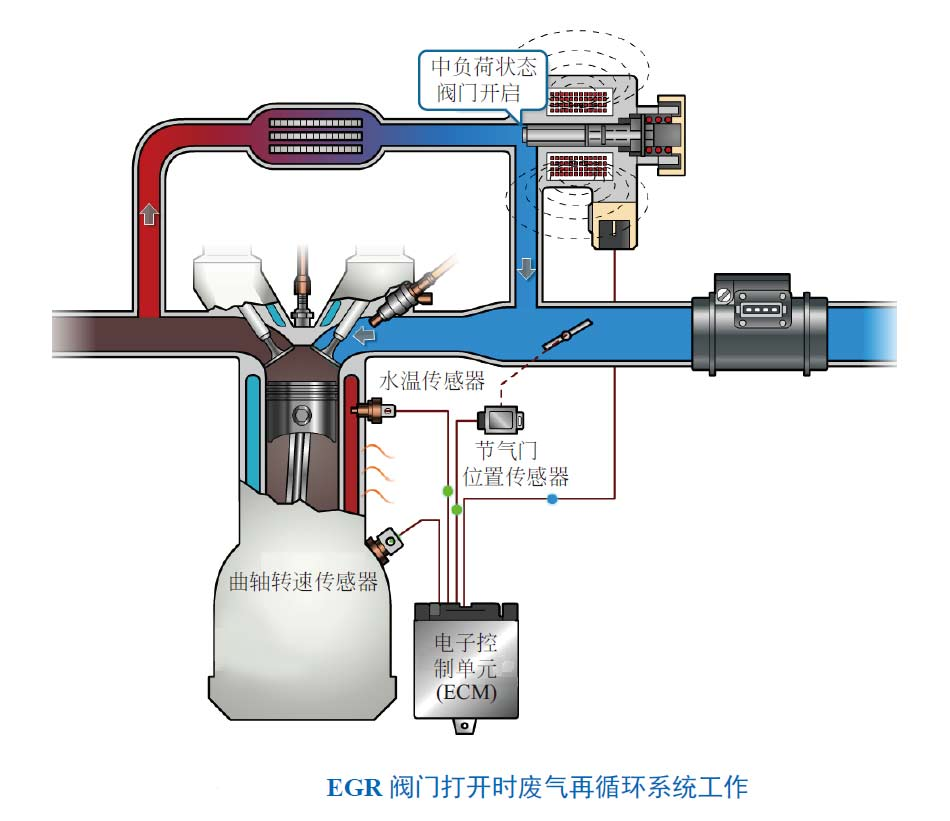 中负荷状态
阀门开启
水温传感器
节气门
位置传感器
曲轴转速传感器
电子控
制单元
(ECM)
EGR 阀门打开时废气再循环系统工作